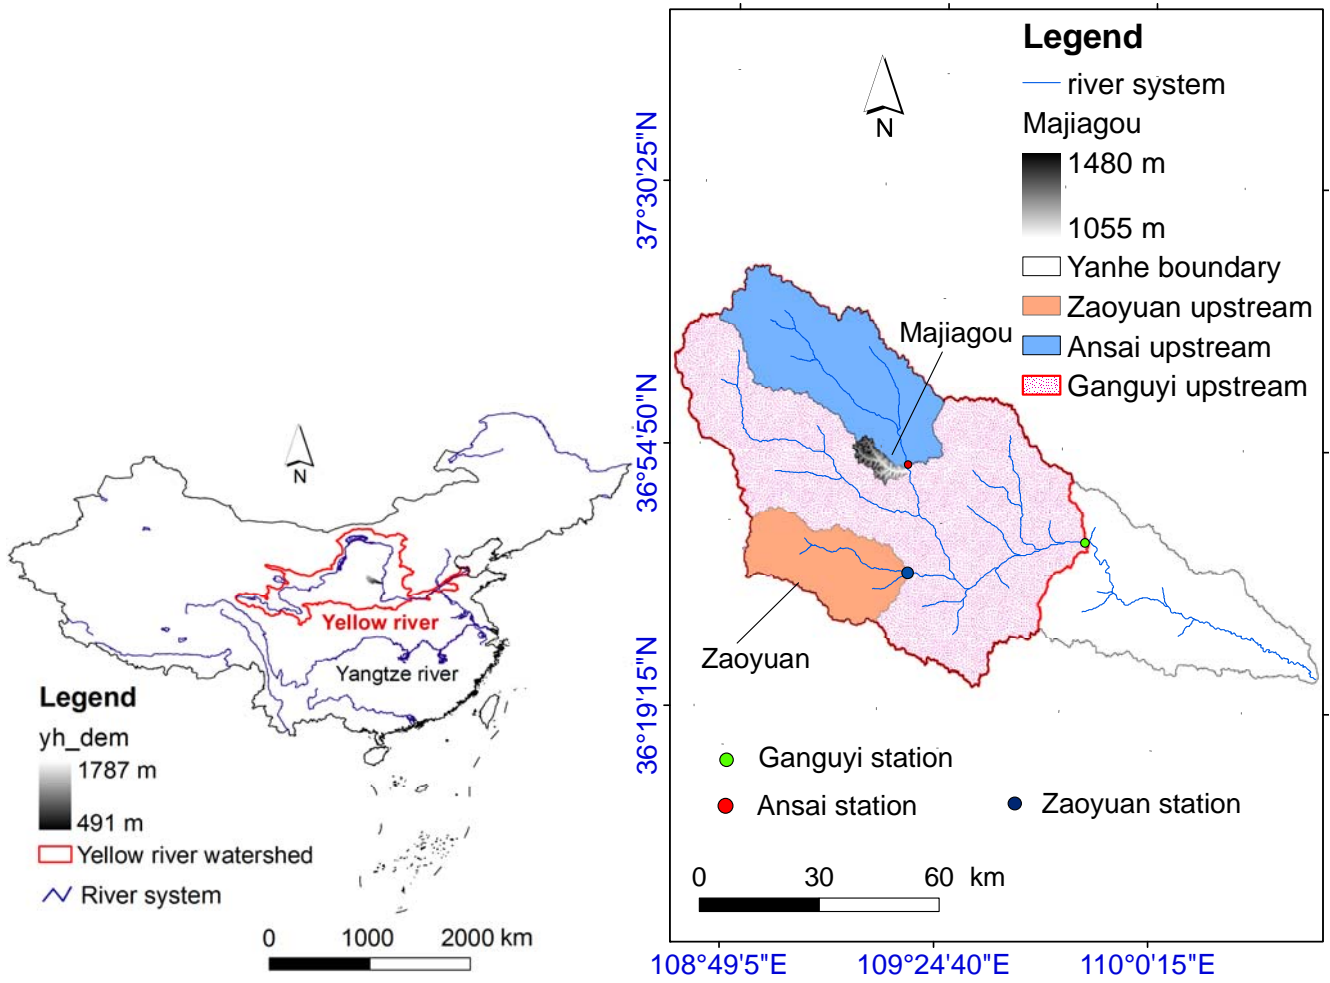 N
Yellow river
Yangtze river
Legend
yh_dem
1787 m
491 m
Yellow river watershed
River system
0 1000 2000 km
Legend
river system
Majiagou
1480 m
1055 m
Yanhe boundary
Zaoyuan upstream
Ansai upstream
Ganguyi upstream
N
37°30'25"N
36°54'50"N
36°19'15"N
Majiagou
Zaoyuan
Ganguyi station
Ansai station
Zaoyuan station
0 30 60 km
108°49'5"E 109°24'40"E 110°0'15"E